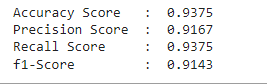 Accuracy Score : 0.9375
Precision Score : 0.9167
Recall Score : 0.9375
f1-Score : 0.9143